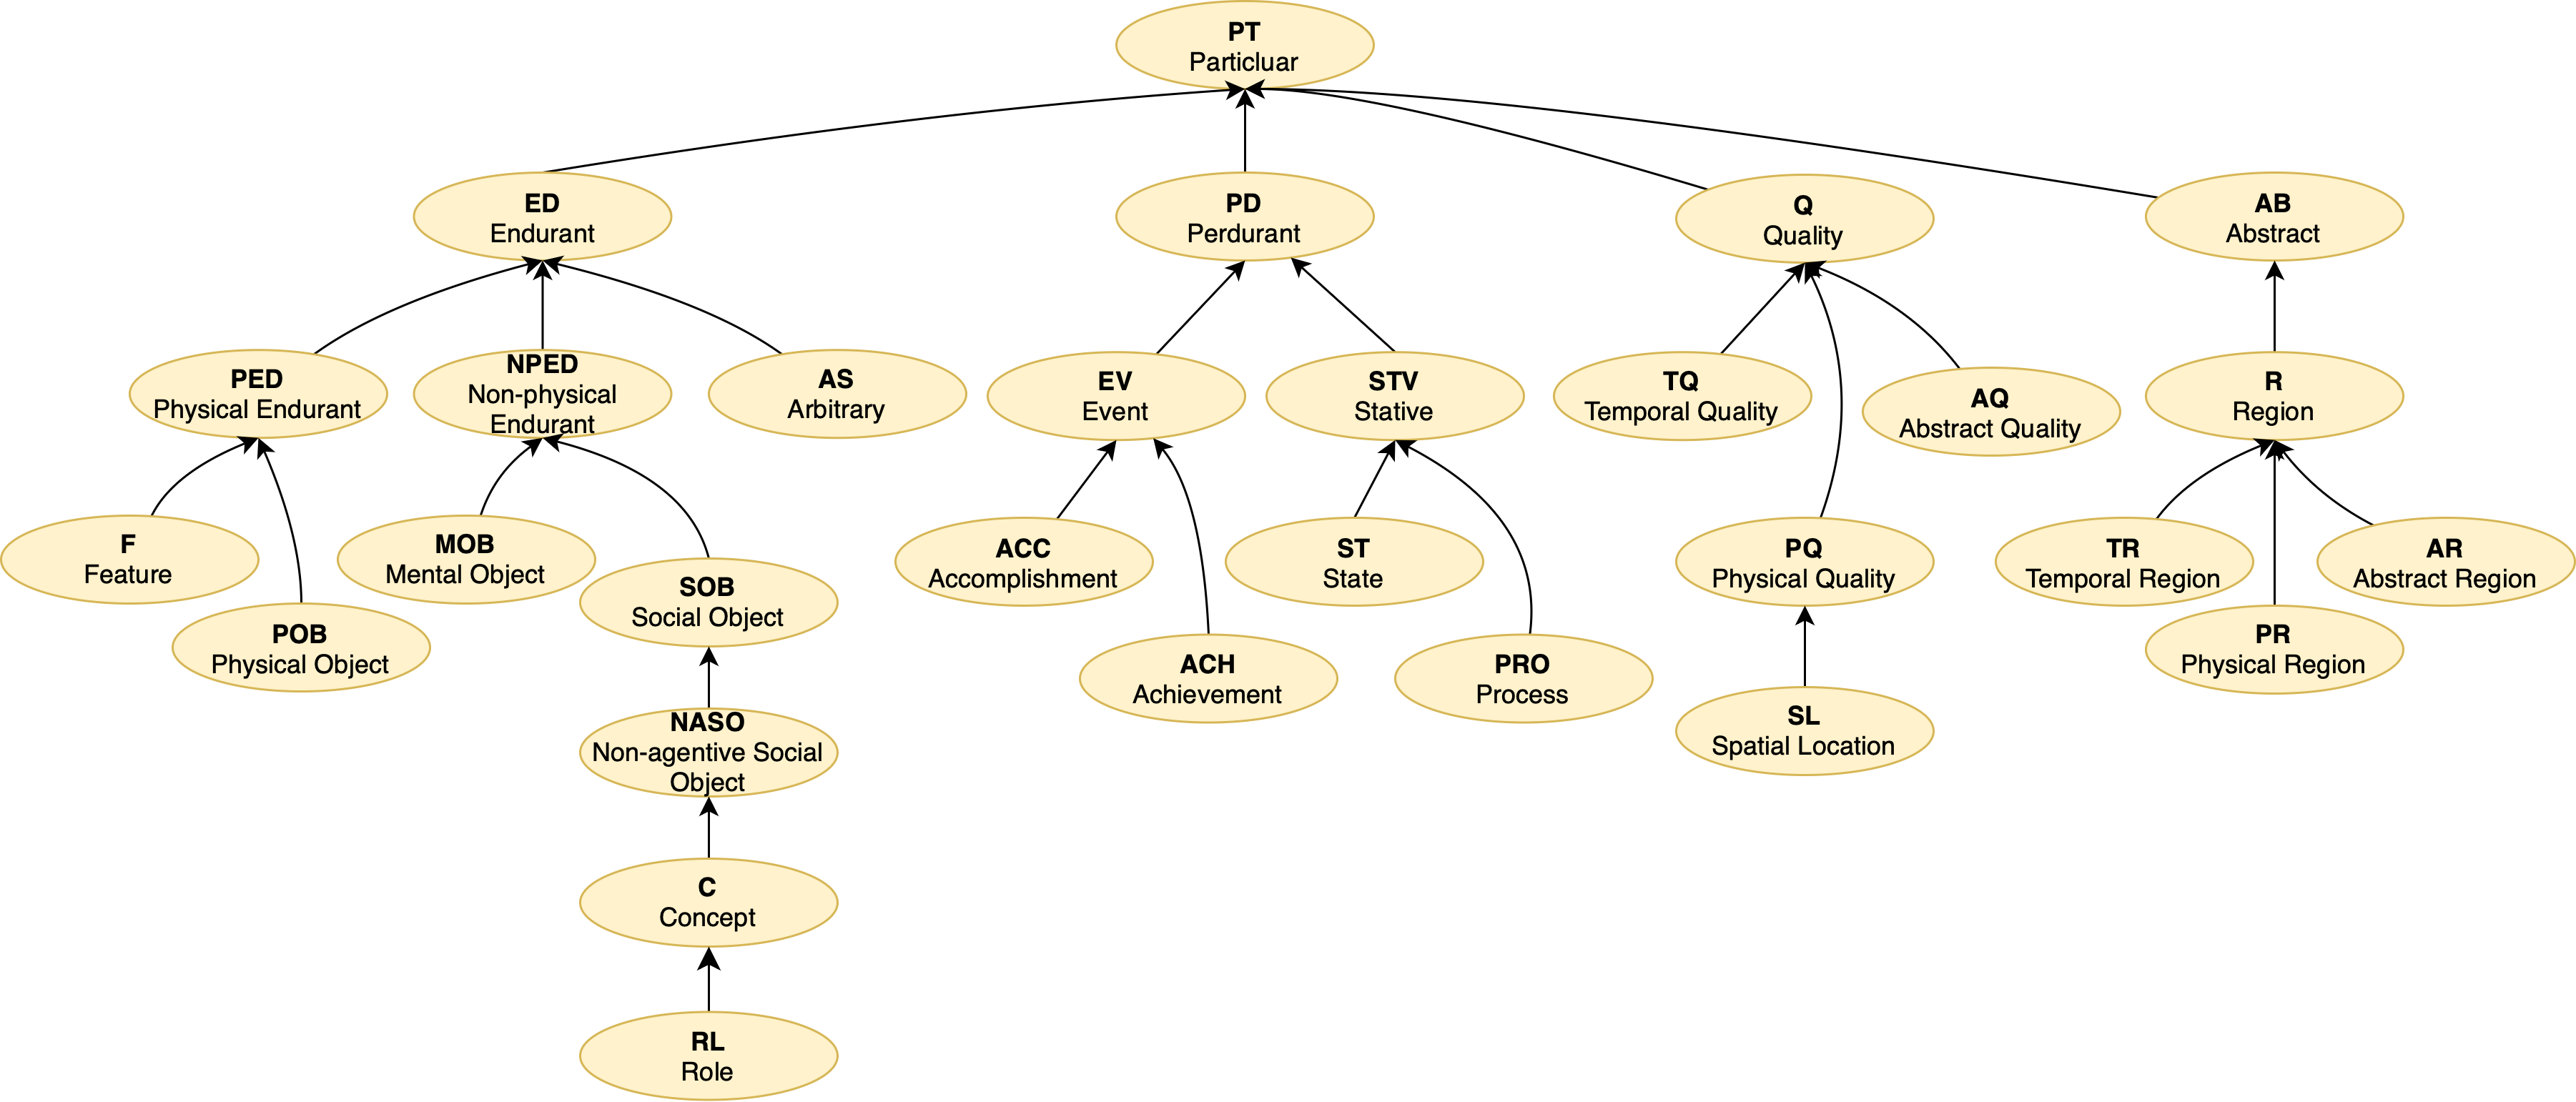 PT
Particluar
ED
Endurant
PD
Perdurant
Q
Quality
AB
Abstract
PED
Physical Endurant
NPED
Non-physical
Endurant
AS
Arbitrary
EV
Event
STV
Stative
TQ
Temporal Quality
AQ
Abstract Quality
R
Region
F
Feature
POB
Physical Object
MOB
Mental Object
SOB
Social Object
ACC
Accomplishment
ACH
Achievement
ST
State
PRO
Process
PQ
Physical Quality
TR
Temporal Region
PR
Physical Region
AR
Abstract Region
NASO
Non-agentive Social
Object
SL
Spatial Location
C
Concept
RL
Role